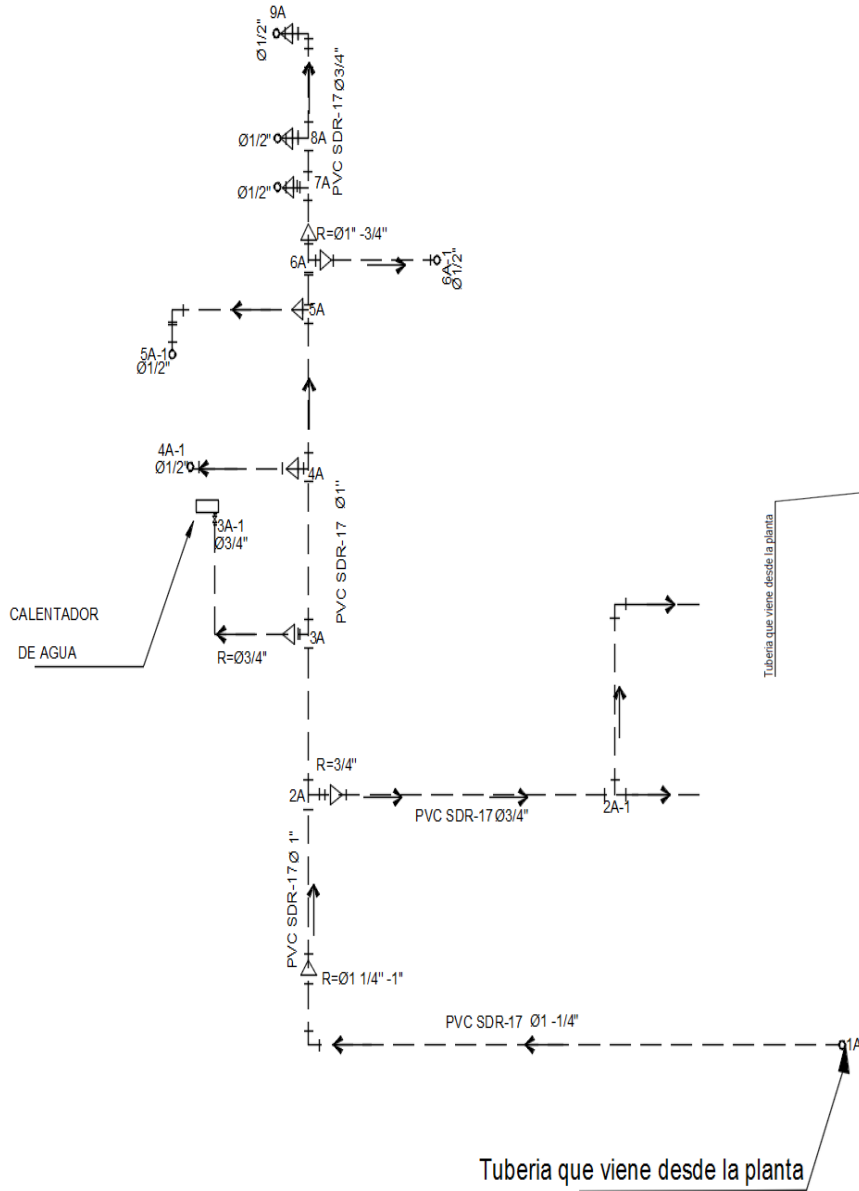 9A
Ø1/2"
PVC SDR-17 Ø3/4"
Ø1/2"
8A
Ø1/2"
7A
R=Ø1" -3/4"
6A
6A-1
Ø1/2"
5A
5A-1
Ø1/2"
4A-1
Ø1/2"
4A
3A-1
Ø3/4"
PVC SDR-17 Ø1"
Tuberia que viene desde la planta
CALENTADOR
DE AGUA
3A
R=Ø3/4"
R=3/4"
2A
2A-1
PVC SDR-17 Ø3/4"
PVC SDR-17 Ø 1"
R=Ø1 1/4" -1"
PVC SDR-17 Ø1 -1/4"
1A
Tuberia que viene desde la planta